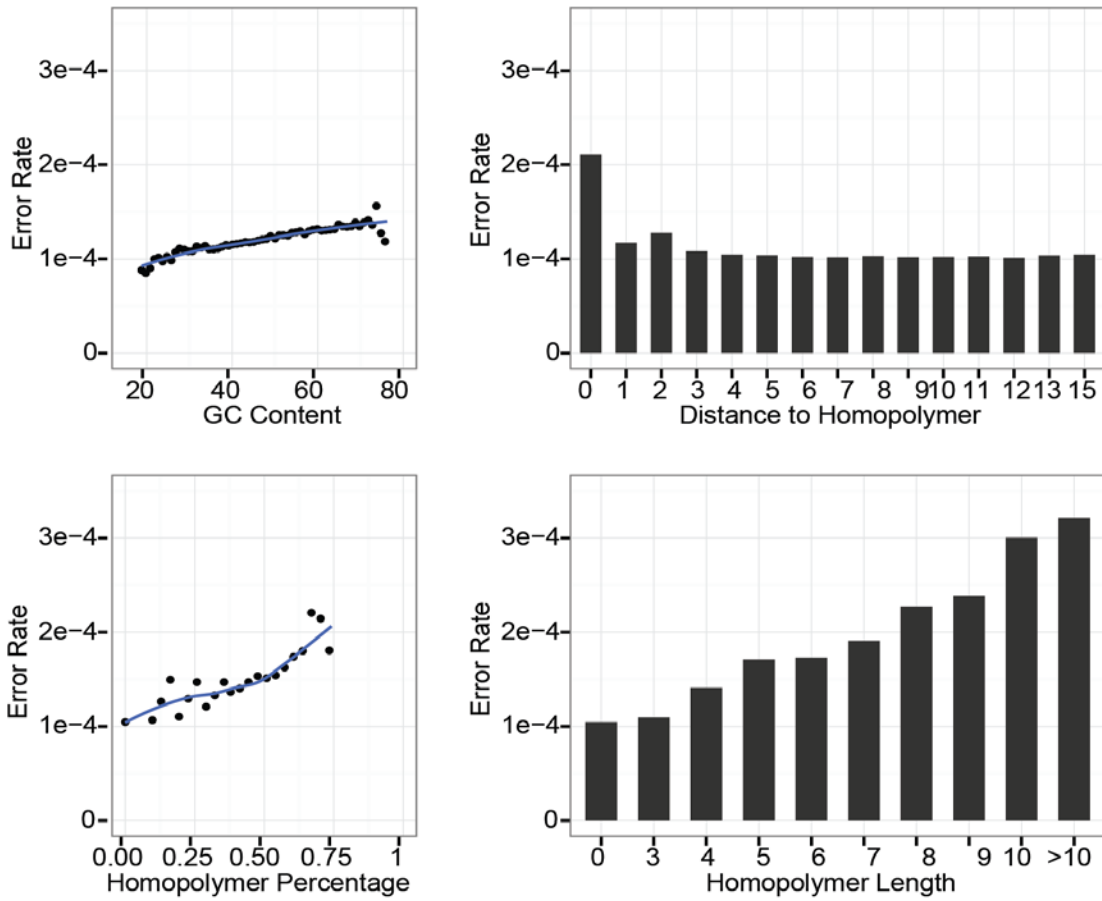 3e−4
2e−4
1e−4
0
Error Rate
20 40 60 80
GC Content
3e−4
2e−4
1e−4
0
Error Rate
0 1 2 3 4 5 6 7 8 9 10 11 12 13 15
Distance to Homopolymer
3e−4
2e−4
1e−4
0
Error Rate
0.00 0.25 0.50 0.75 1
Homopolymer Percentage
3e−4
2e−4
1e−4
0
Error Rate
0 3 4 5 6 7 8 9 10 >10
Homopolymer Length